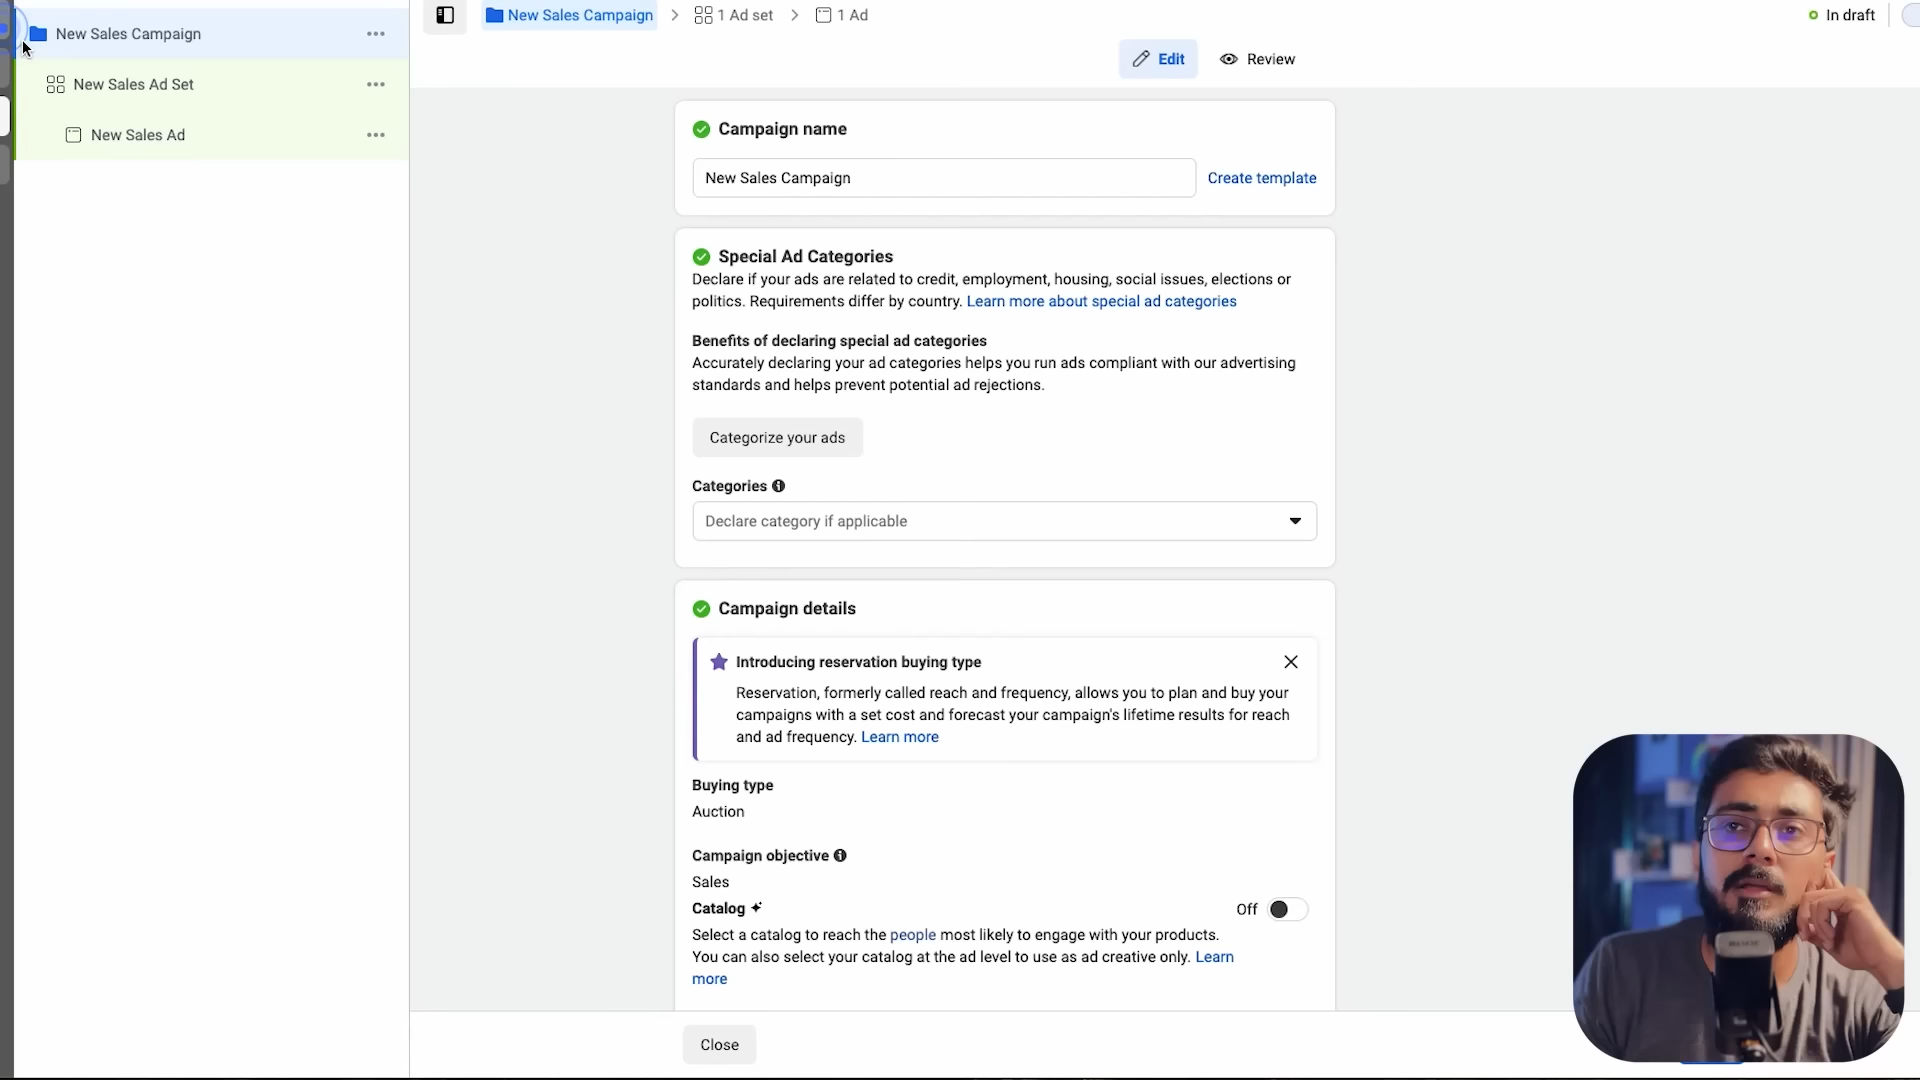 New Sales Campaign
New Sales Ad Set
New Sales Ad
New Sales Campaign
1 Ad set
1 Ad
In draft
Edit
Review
Campaign name
New Sales Campaign
Create template
Special Ad Categories
Declare if your ads are related to credit, employment, housing, social issues, elections or
politics. Requirements differ by country. Learn more about special ad categories
Benefits of declaring special ad categories
Accurately declaring your ad categories helps you run ads compliant with our advertising
standards and helps prevent potential ad rejections.
Categorize your ads
Categories
Declare category if applicable
Campaign details
Introducing reservation buying type
Reservation, formerly called reach and frequency, allows you to plan and buy your
campaigns with a set cost and forecast your campaign's lifetime results for reach
and ad frequency. Learn more
Buying type
Auction
Campaign objective
Sales
Catalog
Off
Select a catalog to reach the people most likely to engage with your products.
You can also select your catalog at the ad level to use as ad creative only. Learn
more
Close